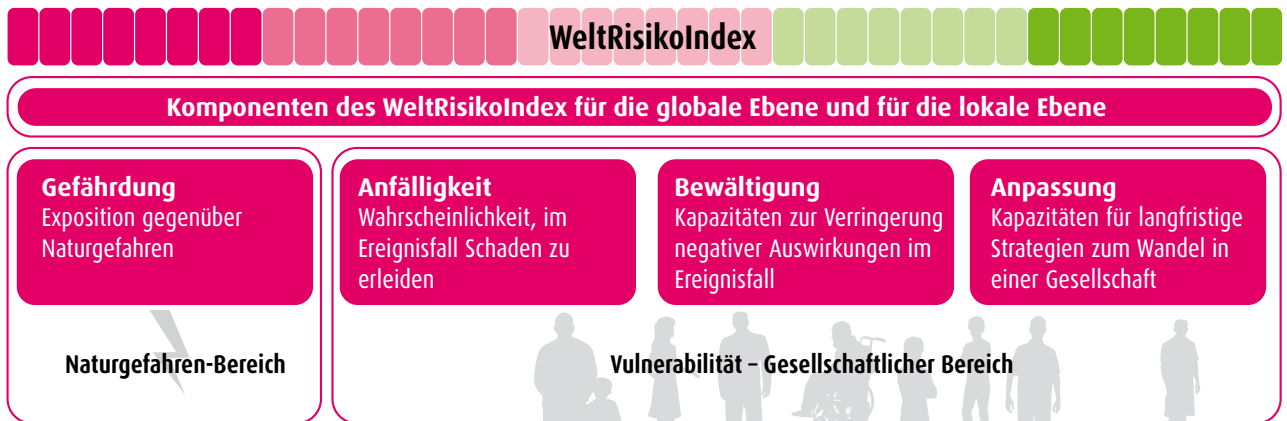 WeltRisikoIndex
Komponenten des WeltRisikoIndex für die globale Ebene und für die lokale Ebene
Gefährdung
Exposition gegenüber
Naturgefahren
Anfälligkeit
Wahrscheinlichkeit, im
Ereignisfall Schaden zu
erleiden
Bewältigung
Kapazitäten zur Verringerung
negativer Auswirkungen im
Ereignisfall
Anpassung
Kapazitäten für langfristige
Strategien zum Wandel in
einer Gesellschaft
Naturgefahren-Bereich
Vulnerabilität – Gesellschaftlicher Bereich